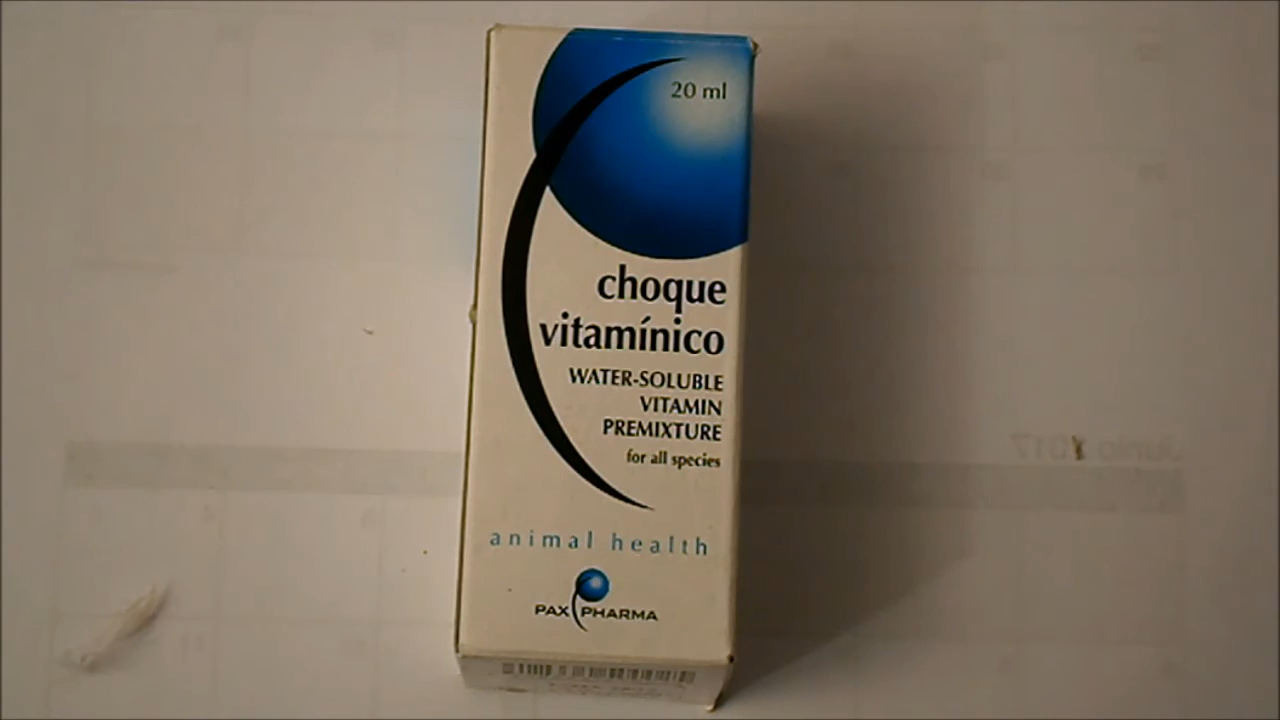 20 ml
choque
vitamínico
WATER-SOLUBLE
VITAMIN
PREMIXTURE
for all species
animal health
PAX PHARMA